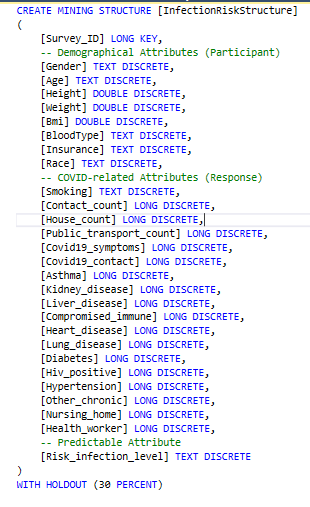 CREATE MINING STRUCTURE [InfectionRiskStructure]
(
[Survey_ID] LONG KEY,
-- Demographical Attributes (Participant)
[Gender] TEXT DISCRETE,
[Age] TEXT DISCRETE,
[Height] DOUBLE DISCRETE,
[Weight] DOUBLE DISCRETE,
[Bmi] DOUBLE DISCRETE,
[BloodType] TEXT DISCRETE,
[Insurance] TEXT DISCRETE,
[Race] TEXT DISCRETE,
-- COVID-related Attributes (Response)
[Smoking] TEXT DISCRETE,
[Contact_count] LONG DISCRETE,
[House_count] LONG DISCRETE,
[Public_transport_count] LONG DISCRETE,
[Covid19_symptoms] LONG DISCRETE,
[Covid19_contact] LONG DISCRETE,
[Asthma] LONG DISCRETE,
[Kidney_disease] LONG DISCRETE,
[Liver_disease] LONG DISCRETE,
[Compromised_immune] LONG DISCRETE,
[Heart_disease] LONG DISCRETE,
[Lung_disease] LONG DISCRETE,
[Diabetes] LONG DISCRETE,
[Hiv_positive] LONG DISCRETE,
[Hypertension] LONG DISCRETE,
[Other_chronic] LONG DISCRETE,
[Nursing_home] LONG DISCRETE,
[Health_worker] LONG DISCRETE,
-- Predictable Attribute
[Risk_infection_level] TEXT DISCRETE
)
WITH HOLDOUT (30 PERCENT)